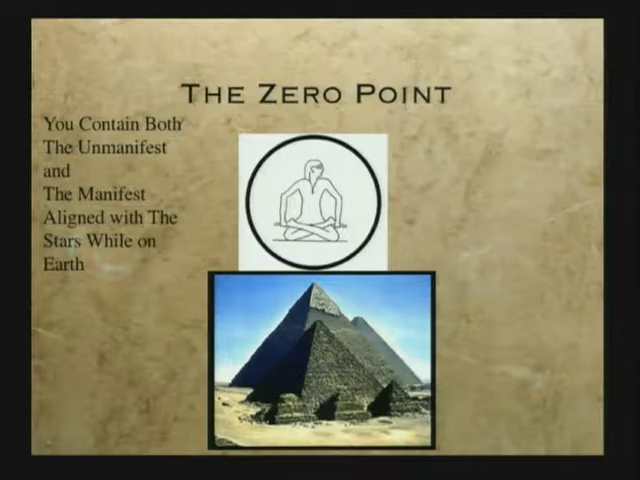 THE ZERO POINT
You Contain Both
The Unmanifest
and
The Manifest
Aligned with The
Stars While on
Earth